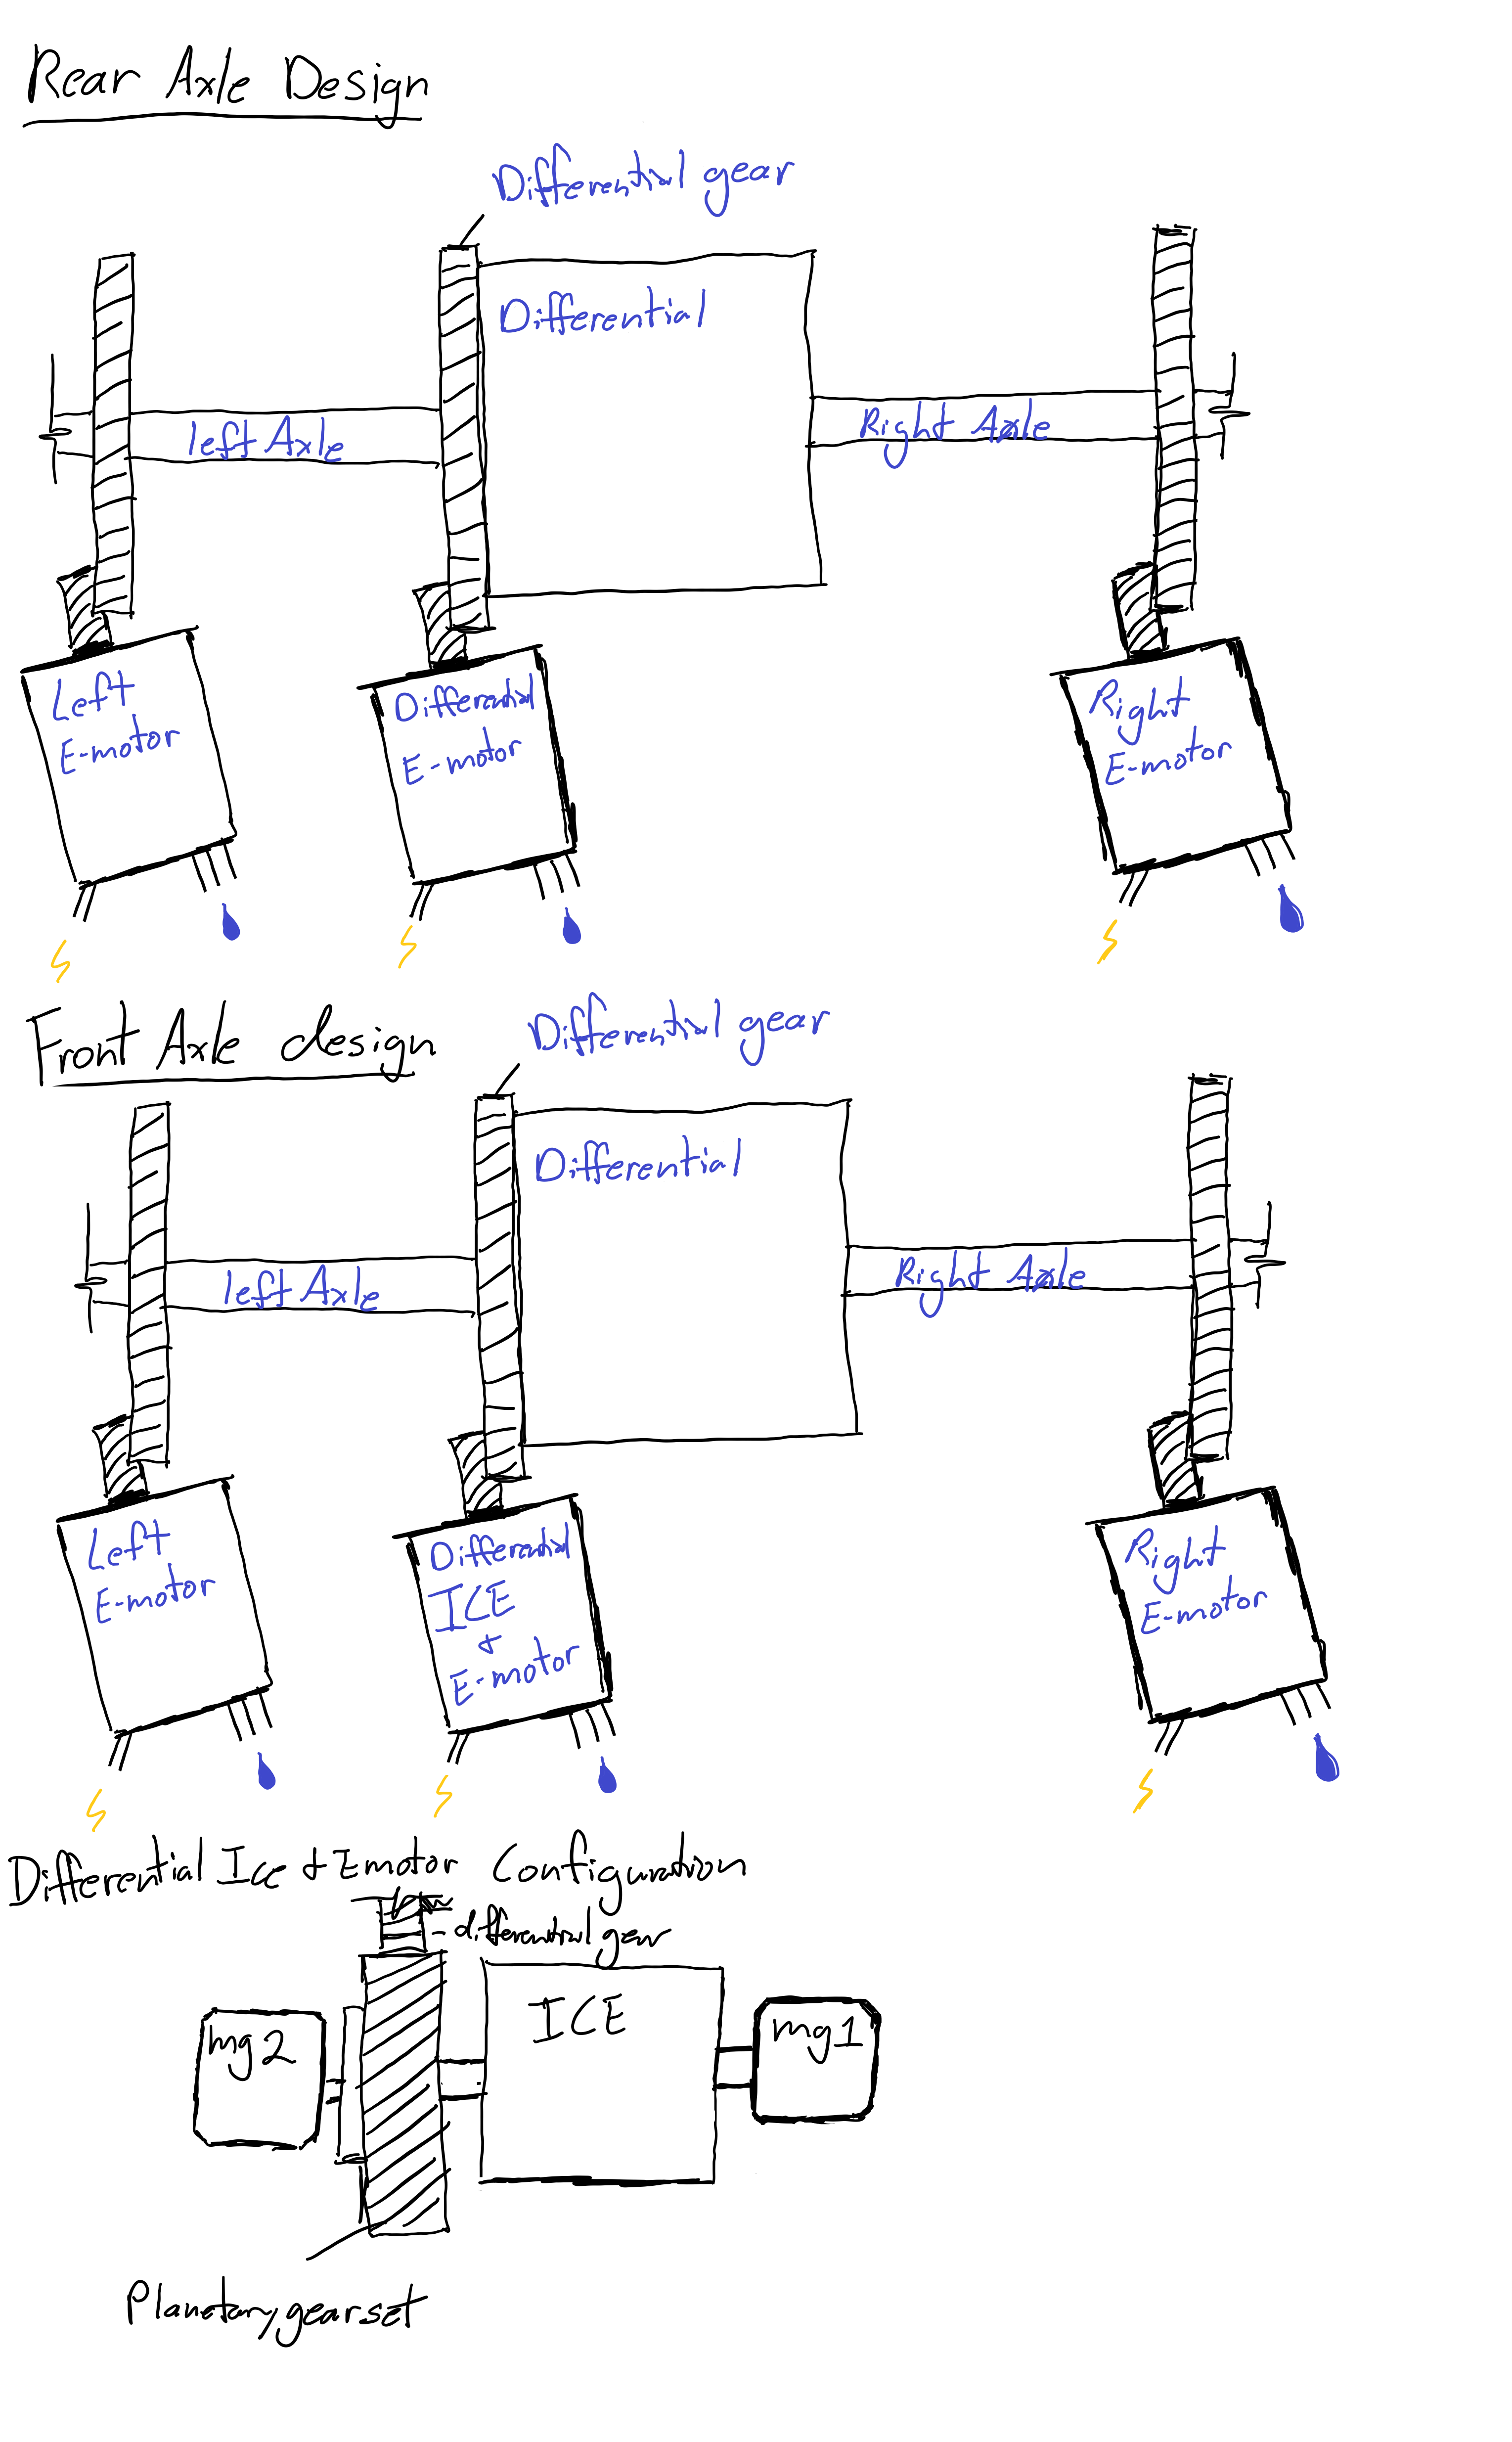 Rear Axle Design
Differential gear
Differential
left Axle
Right Axle
Left
E-motor
Differential
E-motor
Right
E-motor
Front Axle design
Differential gear
Differential
left Axle
Right Axle
Left
E-motor
Differential
ICE
+
E-motor
Right
E-motor
Differential Ice + Emotor Configuration
- differential gear
mg2
ICE
mg1
Planetary gearset